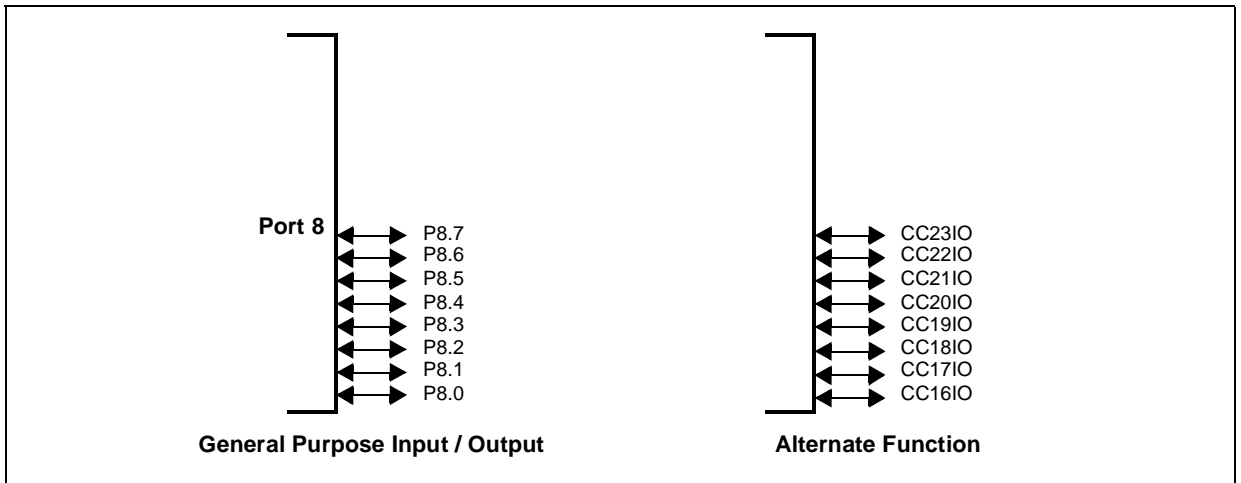 Port 8
P8.7
P8.6
P8.5
P8.4
P8.3
P8.2
P8.1
P8.0
General Purpose Input / Output
CC23IO
CC22IO
CC21IO
CC20IO
CC19IO
CC18IO
CC17IO
CC16IO
Alternate Function